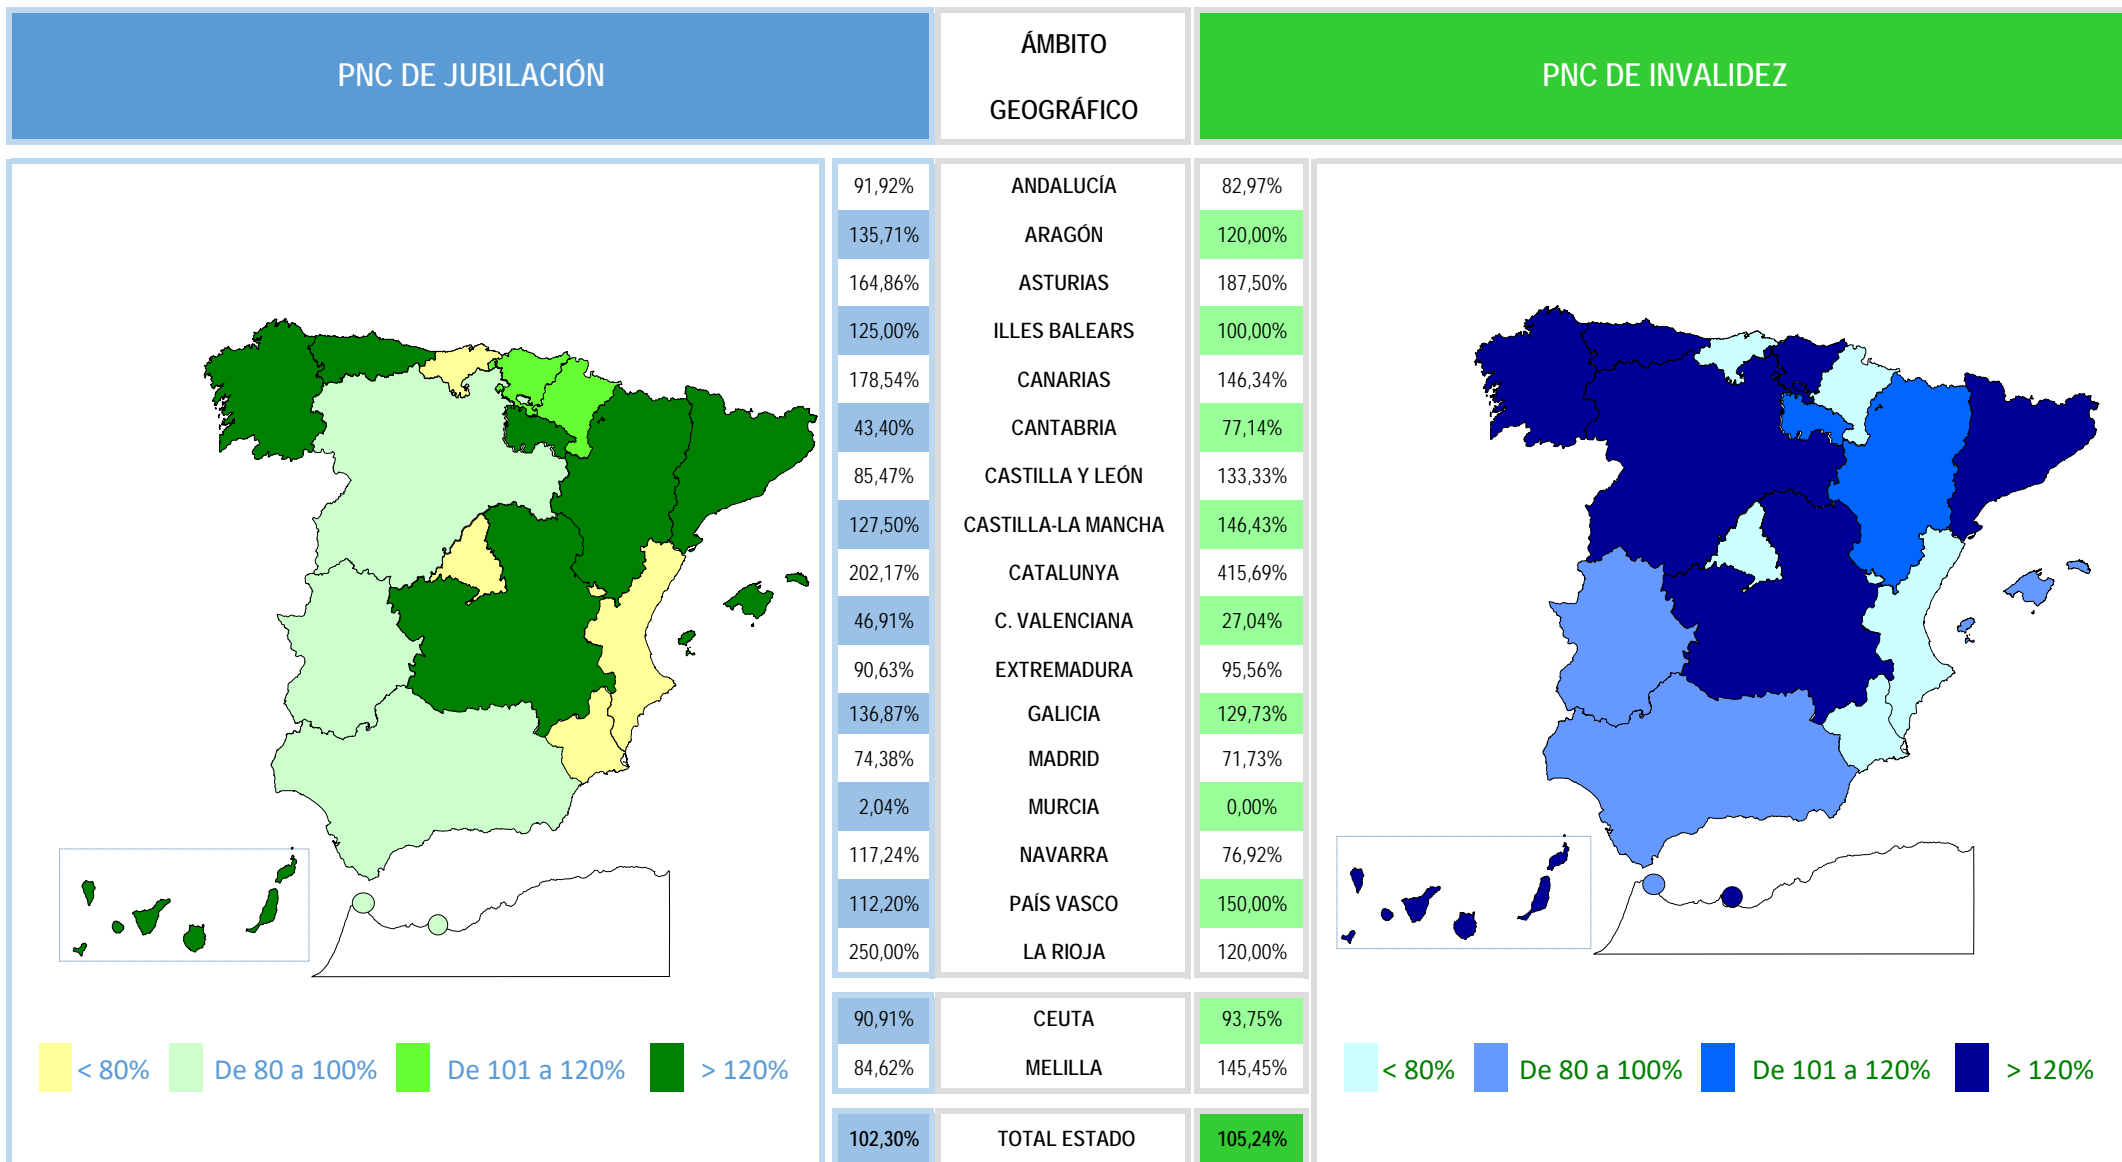 PNC DE JUBILACIÓN
ÁMBITO
GEOGRÁFICO
PNC DE INVALIDEZ
91,92% ANDALUCÍA 82,97%
135,71% ARAGÓN 120,00%
164,86% ASTURIAS 187,50%
125,00% ILLES BALEARS 100,00%
178,54% CANARIAS 146,34%
43,40% CANTABRIA 77,14%
85,47% CASTILLA Y LEÓN 133,33%
127,50% CASTILLA-LA MANCHA 146,43%
202,17% CATALUNYA 415,69%
46,91% C. VALENCIANA 27,04%
90,63% EXTREMADURA 95,56%
136,87% GALICIA 129,73%
74,38% MADRID 71,73%
2,04% MURCIA 0,00%
117,24% NAVARRA 76,92%
112,20% PAÍS VASCO 150,00%
250,00% LA RIOJA 120,00%
90,91% CEUTA 93,75%
84,62% MELILLA 145,45%
102,30% TOTAL ESTADO 105,24%
< 80% De 80 a 100% De 101 a 120% > 120%
< 80% De 80 a 100% De 101 a 120% > 120%